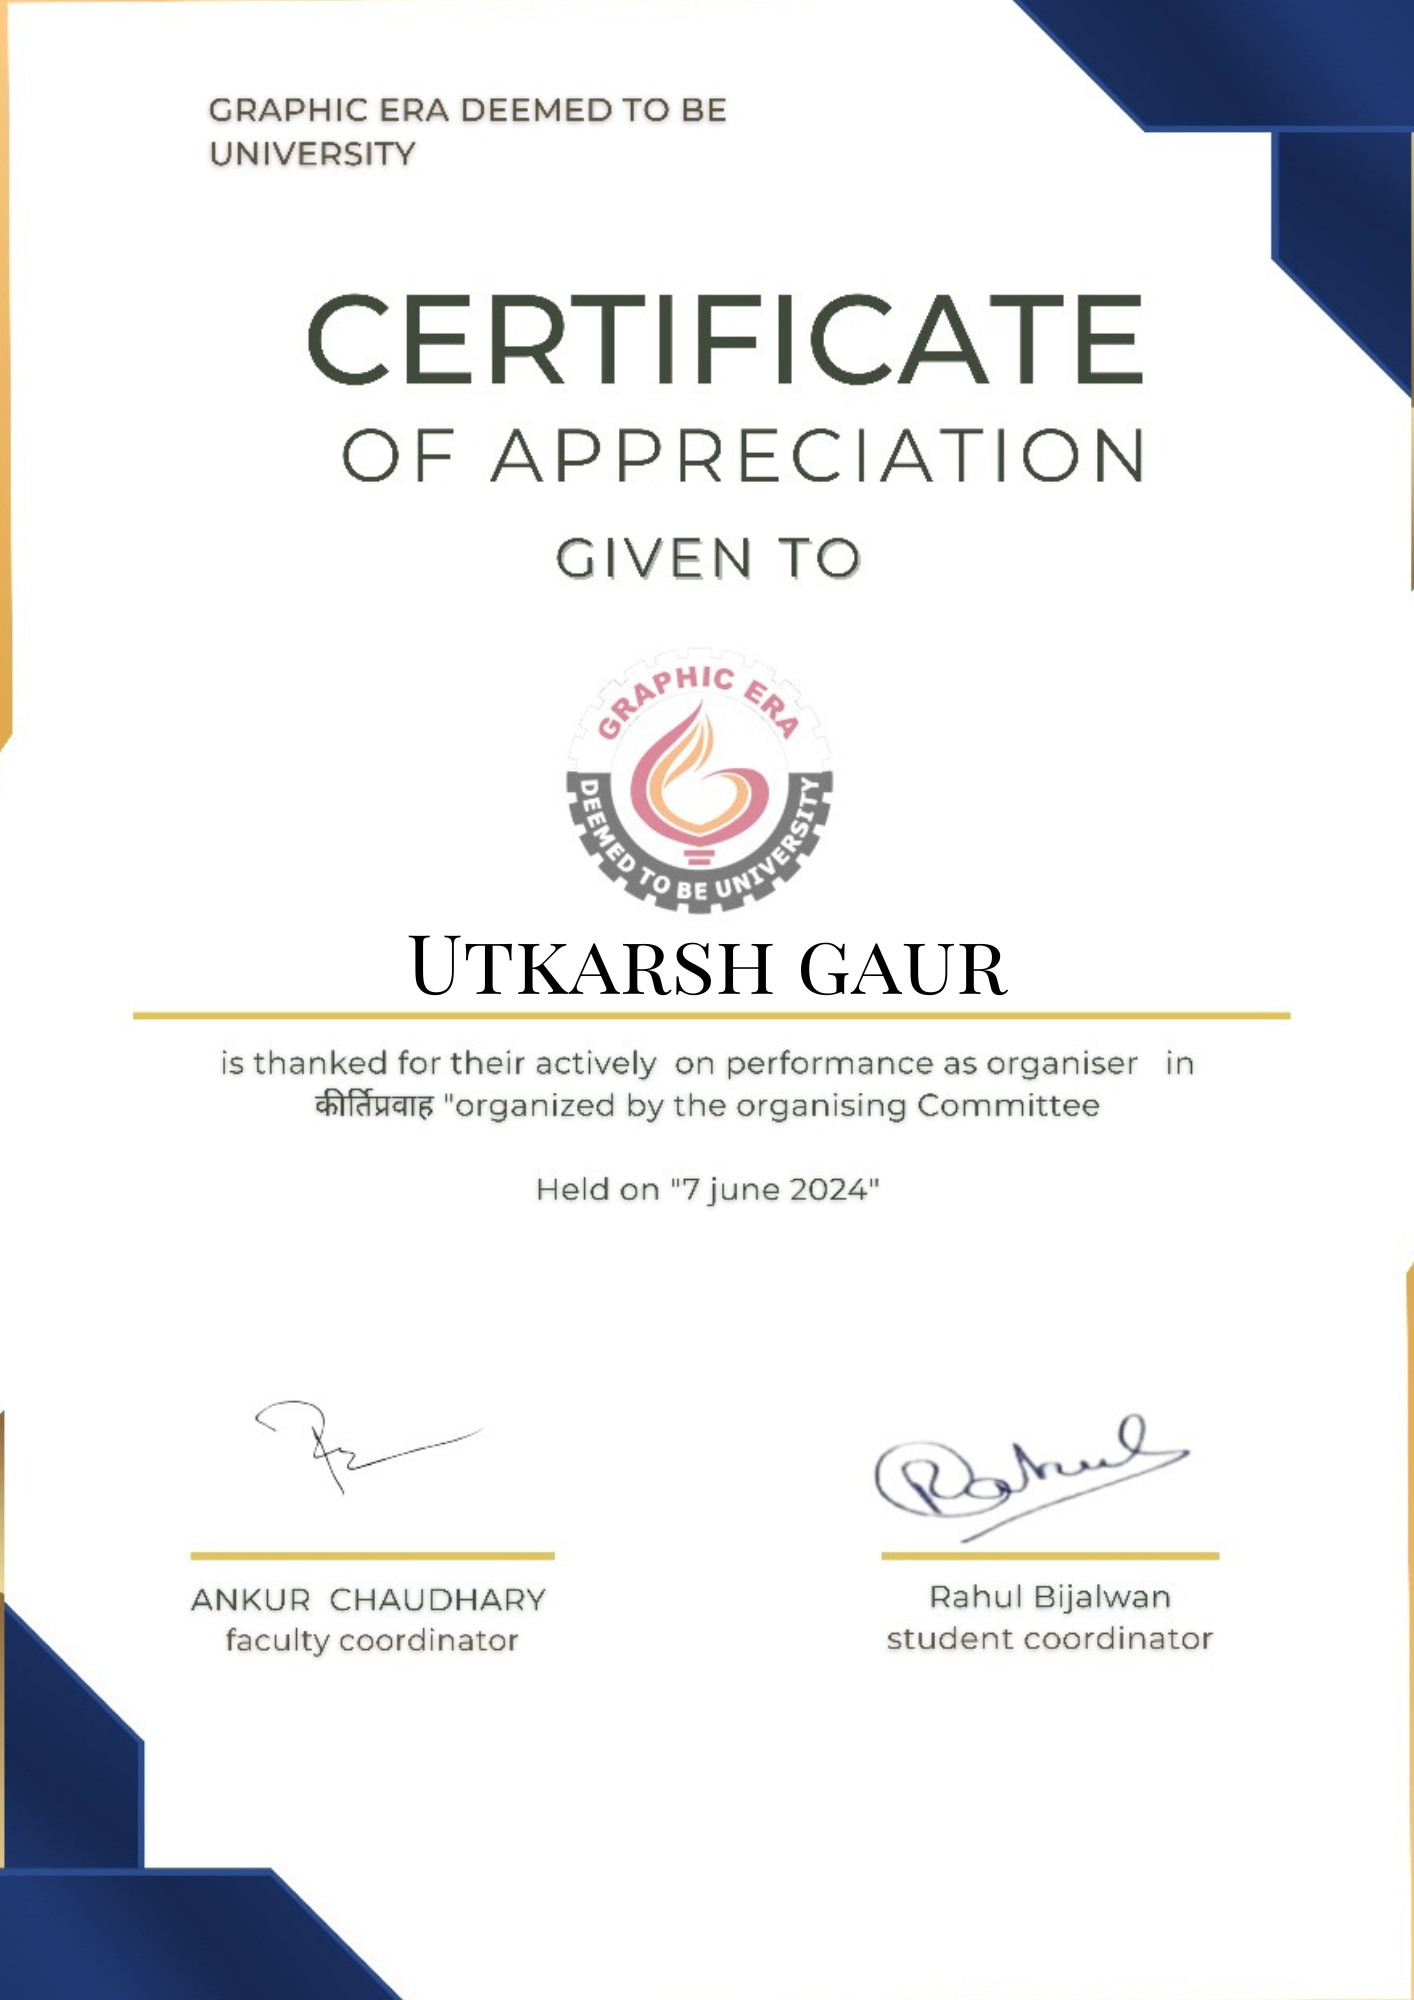 GRAPHIC ERA DEEMED TO BE
UNIVERSITY
CERTIFICATE
OF APPRECIATION
GIVEN TO
GRAPHIC ERA
DEEMED TO BE UNIVERSITY
UTKARSH GAUR
is thanked for their actively on performance as organiser in
कीर्तिप्रवाह "organized by the organising Committee
Held on "7 june 2024"
Rahul
ANKUR CHAUDHARY
faculty coordinator
Rahul Bijalwan
student coordinator